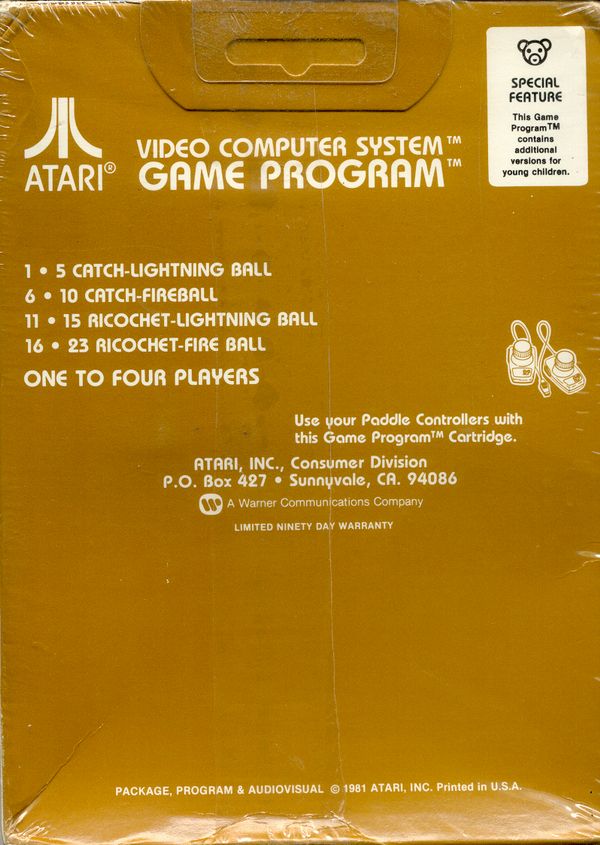 SPECIAL
FEATURE
This Game
Program™
contains
additional
versions for
young children.
ATARI®
VIDEO COMPUTER SYSTEM™
GAME PROGRAM™
1 • 5 CATCH-LIGHTNING BALL
6 • 10 CATCH-FIREBALL
11 • 15 RICOCHET-LIGHTNING BALL
16 • 23 RICOCHET-FIRE BALL
ONE TO FOUR PLAYERS
Use your Paddle Controllers with
this Game Program™ Cartridge.
ATARI, INC., Consumer Division
P.O. Box 427 • Sunnyvale, CA. 94086
A Warner Communications Company
LIMITED NINETY DAY WARRANTY
PACKAGE, PROGRAM & AUDIOVISUAL © 1981 ATARI, INC. Printed in U.S.A.